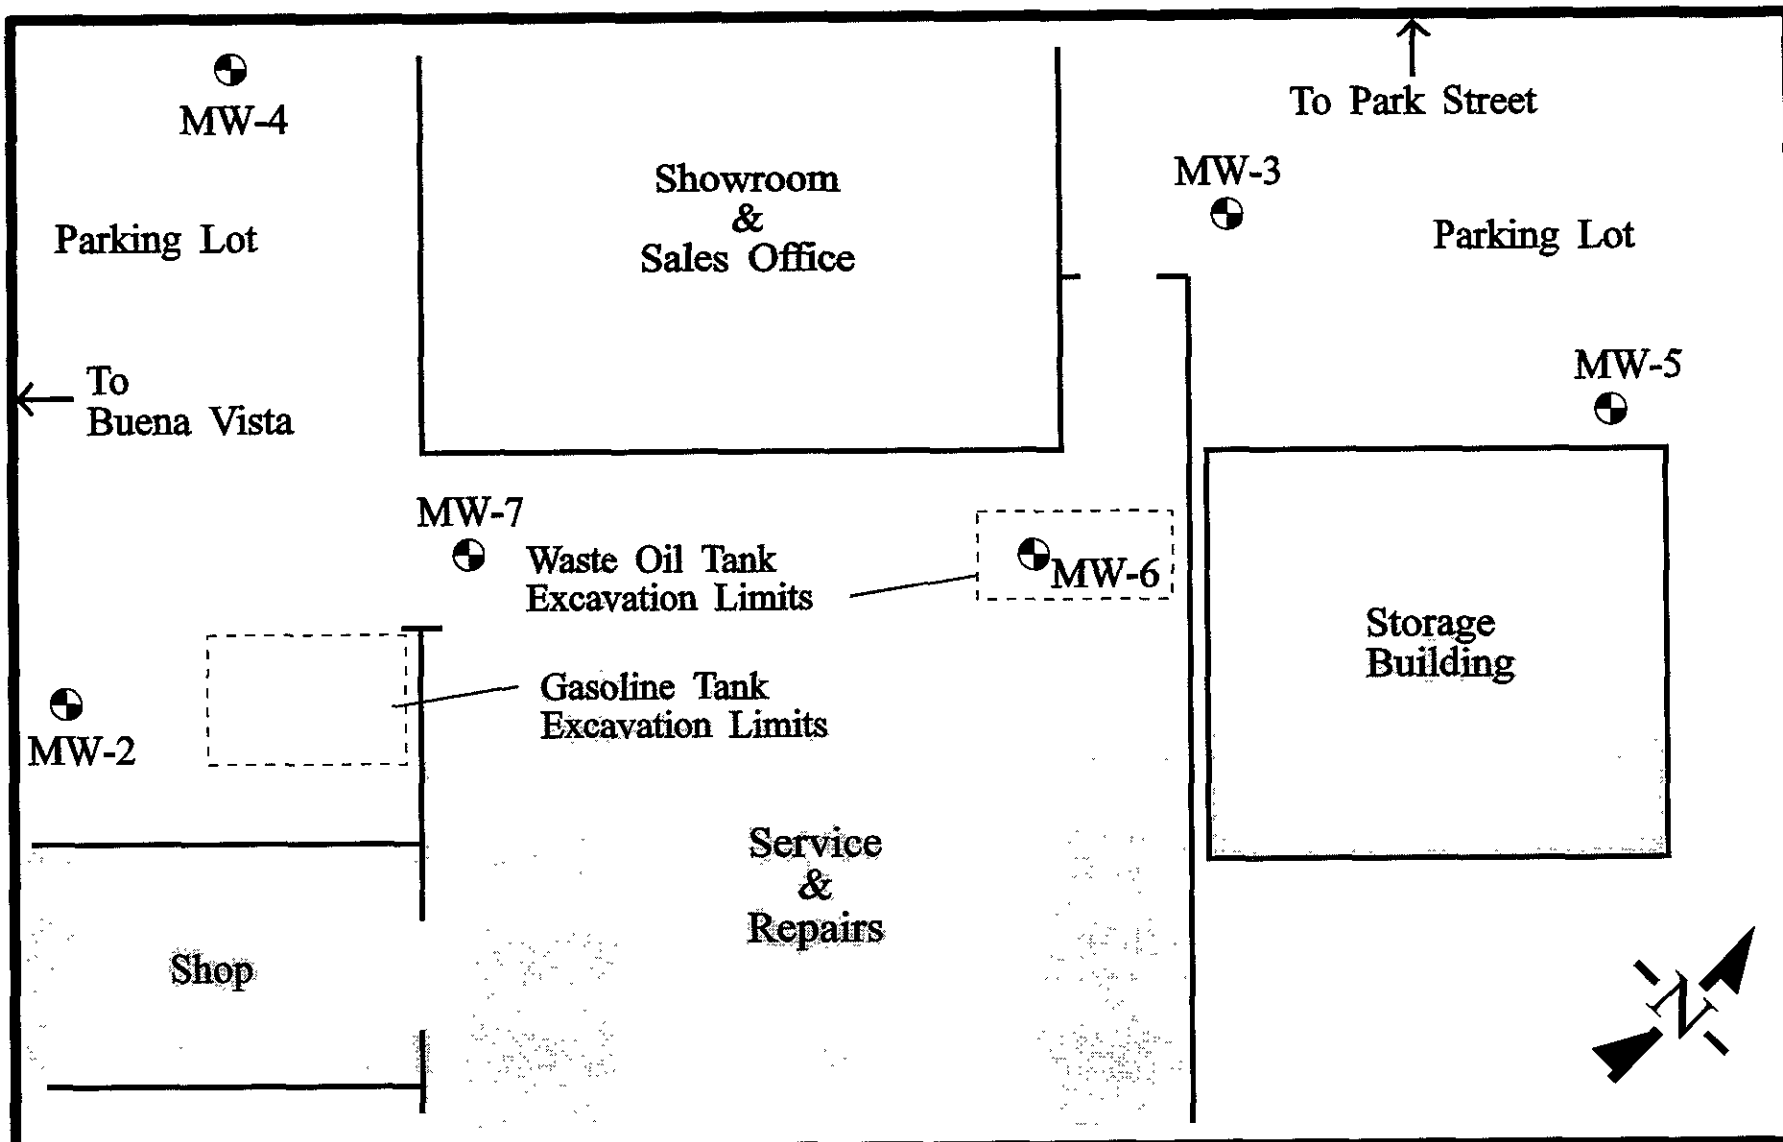 MW-4
To Park Street
MW-3
Showroom
&
Sales Office
Parking Lot
Parking Lot
MW-5
To
Buena Vista
MW-7
Waste Oil Tank
Excavation Limits
MW-6
Storage
Building
Gasoline Tank
Excavation Limits
MW-2
Service
&
Repairs
Shop
N